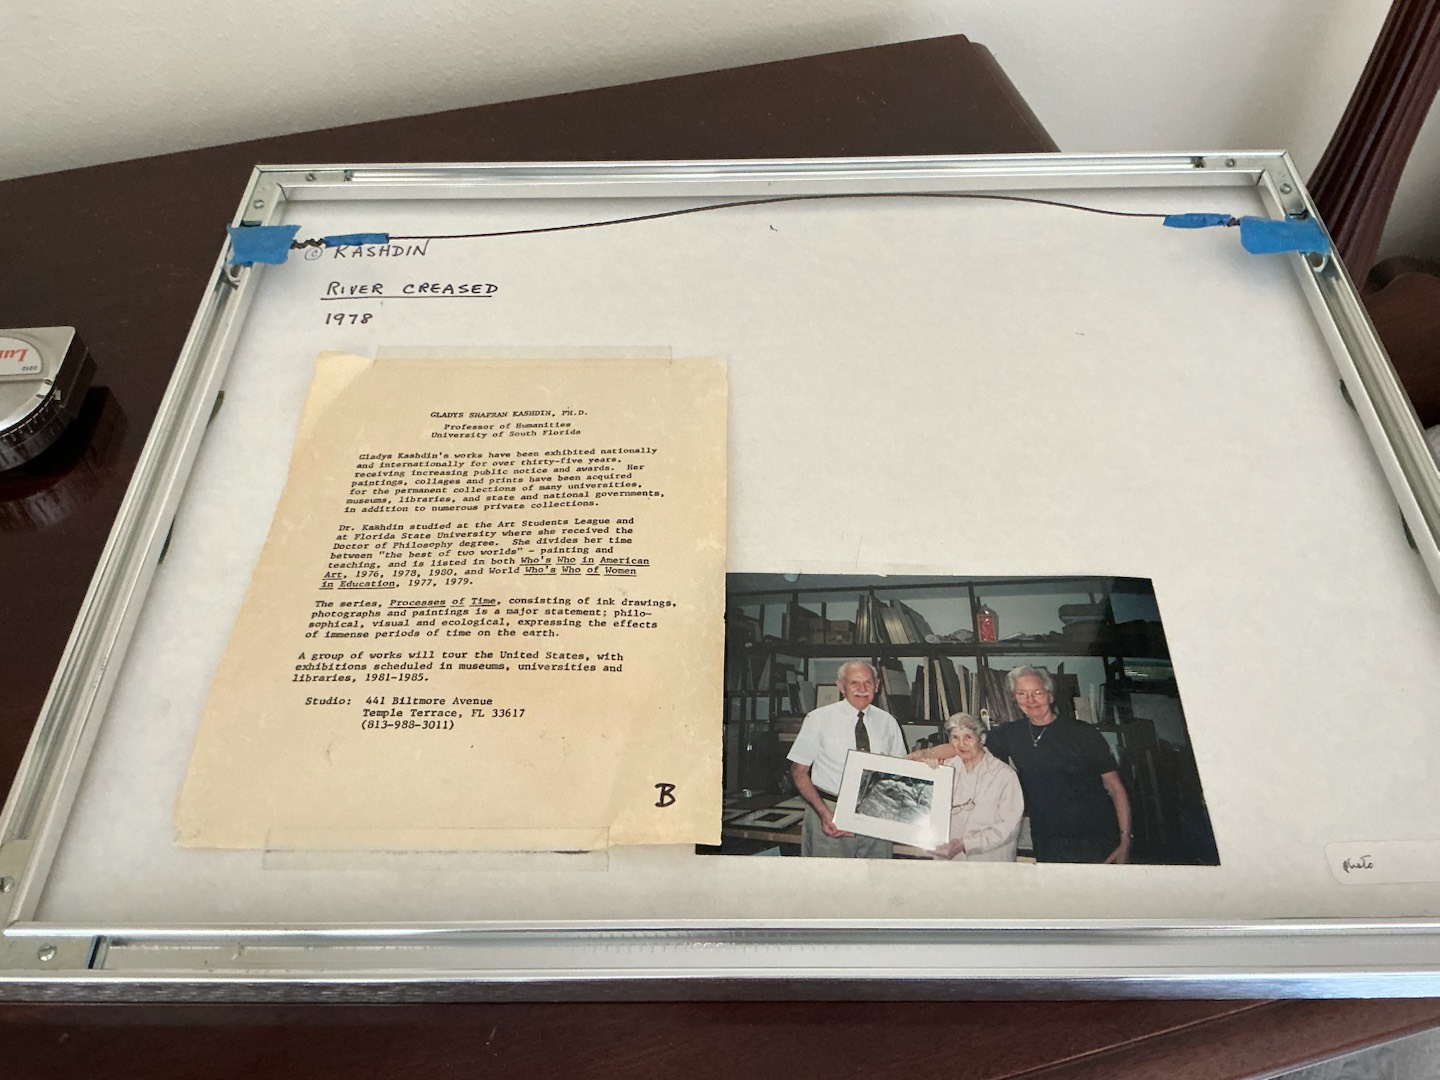 © KASHDIN
RIVER CREASED
1978
GLADYS SHAFRAN KASHDIN, PH.D.
Professor of Humanities
University of South Florida
Gladys Kashdin's works have been exhibited nationally
and internationally for over thirty-five years,
receiving increasing public notice and awards. Her
paintings, collages and prints have been acquired
for the permanent collections of many universities,
museums, libraries, and state and national governments,
in addition to numerous private collections.
Dr. Kashdin studied at the Art Students League and
at Florida State University where she received the
Doctor of Philosophy degree. She divides her time
between "the best of two worlds" - painting and
teaching, and is listed in both Who's Who in American
Art, 1976, 1978, 1980, and World Who's Who of Women
in Education, 1977, 1979.
The series, Processes of Time, consisting of ink drawings,
photographs and paintings is a major statement; philo-
sophical, visual and ecological, expressing the effects
of immense periods of time on the earth.
A group of works will tour the United States, with
exhibitions scheduled in museums, universities and
libraries, 1981-1985.
Studio: 441 Biltmore Avenue
Temple Terrace, FL 33617
(813-988-3011)
B
photo